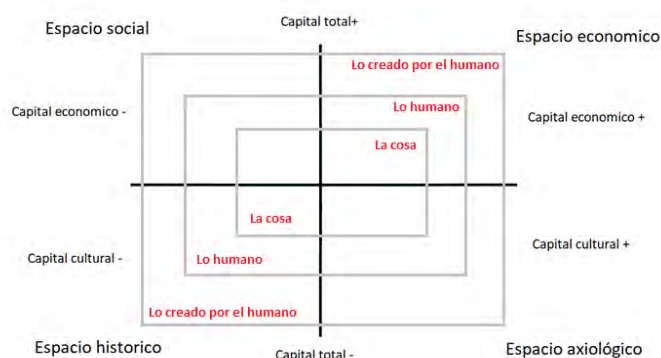 Espacio social
Capital total+
Espacio economico
Lo creado por el humano
Capital economico -
Lo humano
Capital economico +
La cosa
La cosa
Capital cultural -
Lo humano
Capital cultural +
Lo creado por el humano
Espacio historico
Capital total -
Espacio axiológico